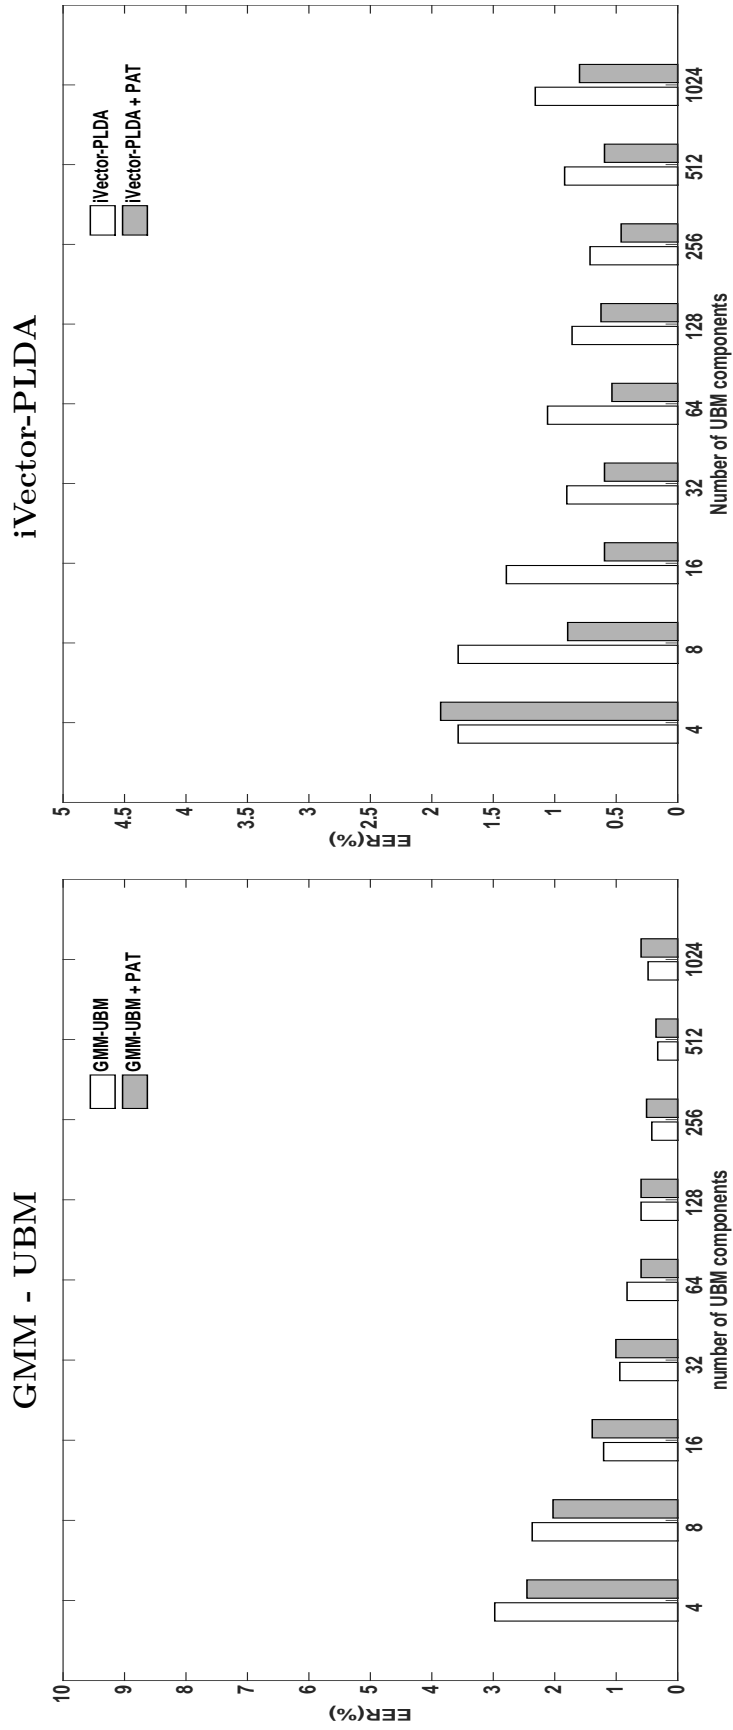 GMM - UBM
10
9
8
7
6
5
4
3
2
1
0
EER(%)
GMM-UBM
GMM-UBM + PAT
4 8 16 32 64 128 256 512 1024
number of UBM components
iVector-PLDA
5
4.5
4
3.5
3
2.5
2
1.5
1
0.5
0
EER(%)
iVector-PLDA
iVector-PLDA + PAT
4 8 16 32 64 128 256 512 1024
Number of UBM components